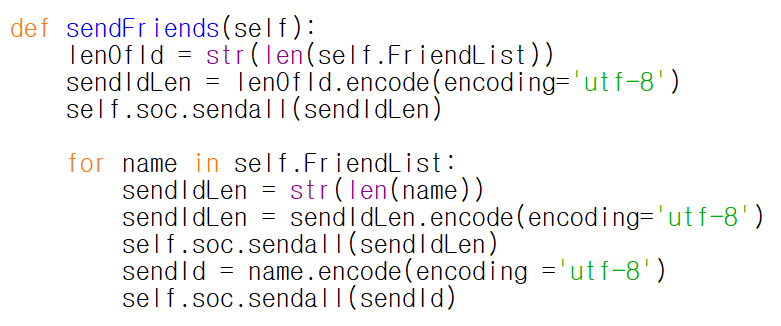 def sendFriends(self):
    lenOfId = str(len(self.FriendList))
    sendIdLen = lenOfId.encode(encoding='utf-8')
    self.soc.sendall(sendIdLen)

    for name in self.FriendList:
        sendIdLen = str(len(name))
        sendIdLen = sendIdLen.encode(encoding='utf-8')
        self.soc.sendall(sendIdLen)
        sendId = name.encode(encoding ='utf-8')
        self.soc.sendall(sendId)